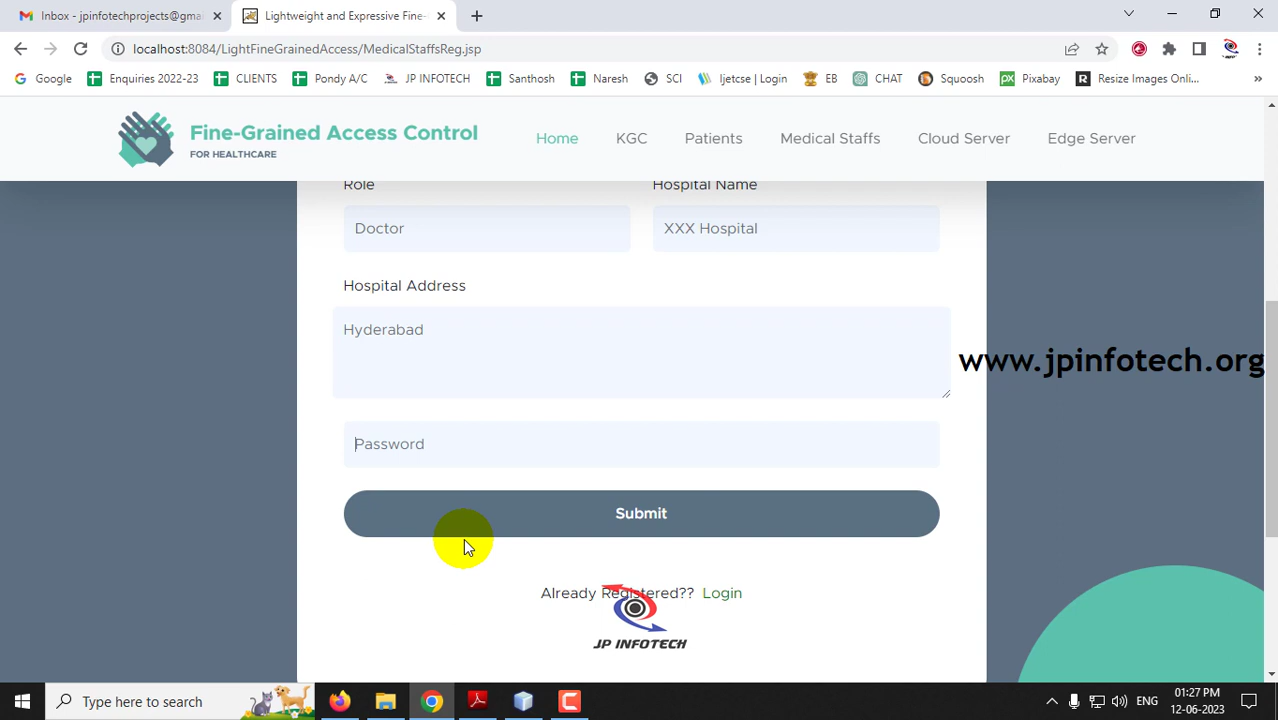 Inbox - jpinfotechprojects@gma
Lightweight and Expressive Fine-
localhost:8084/LightFineGrainedAccess/MedicalStaffsReg.jsp
Google Enquiries 2022-23 CLIENTS Pondy A/C JP INFOTECH Santhosh Naresh SCI Ijetcse | Login EB CHAT Squoosh Pixabay Resize Images Onli... »
Fine-Grained Access Control
FOR HEALTHCARE
Home KGC Patients Medical Staffs Cloud Server Edge Server
Role Hospital Name
Doctor XXX Hospital
Hospital Address
Hyderabad
www.jpinfotech.org
Password
Submit
Already Registered?? Login
JP INFOTECH
Type here to search
ENG
01:27 PM
12-06-2023